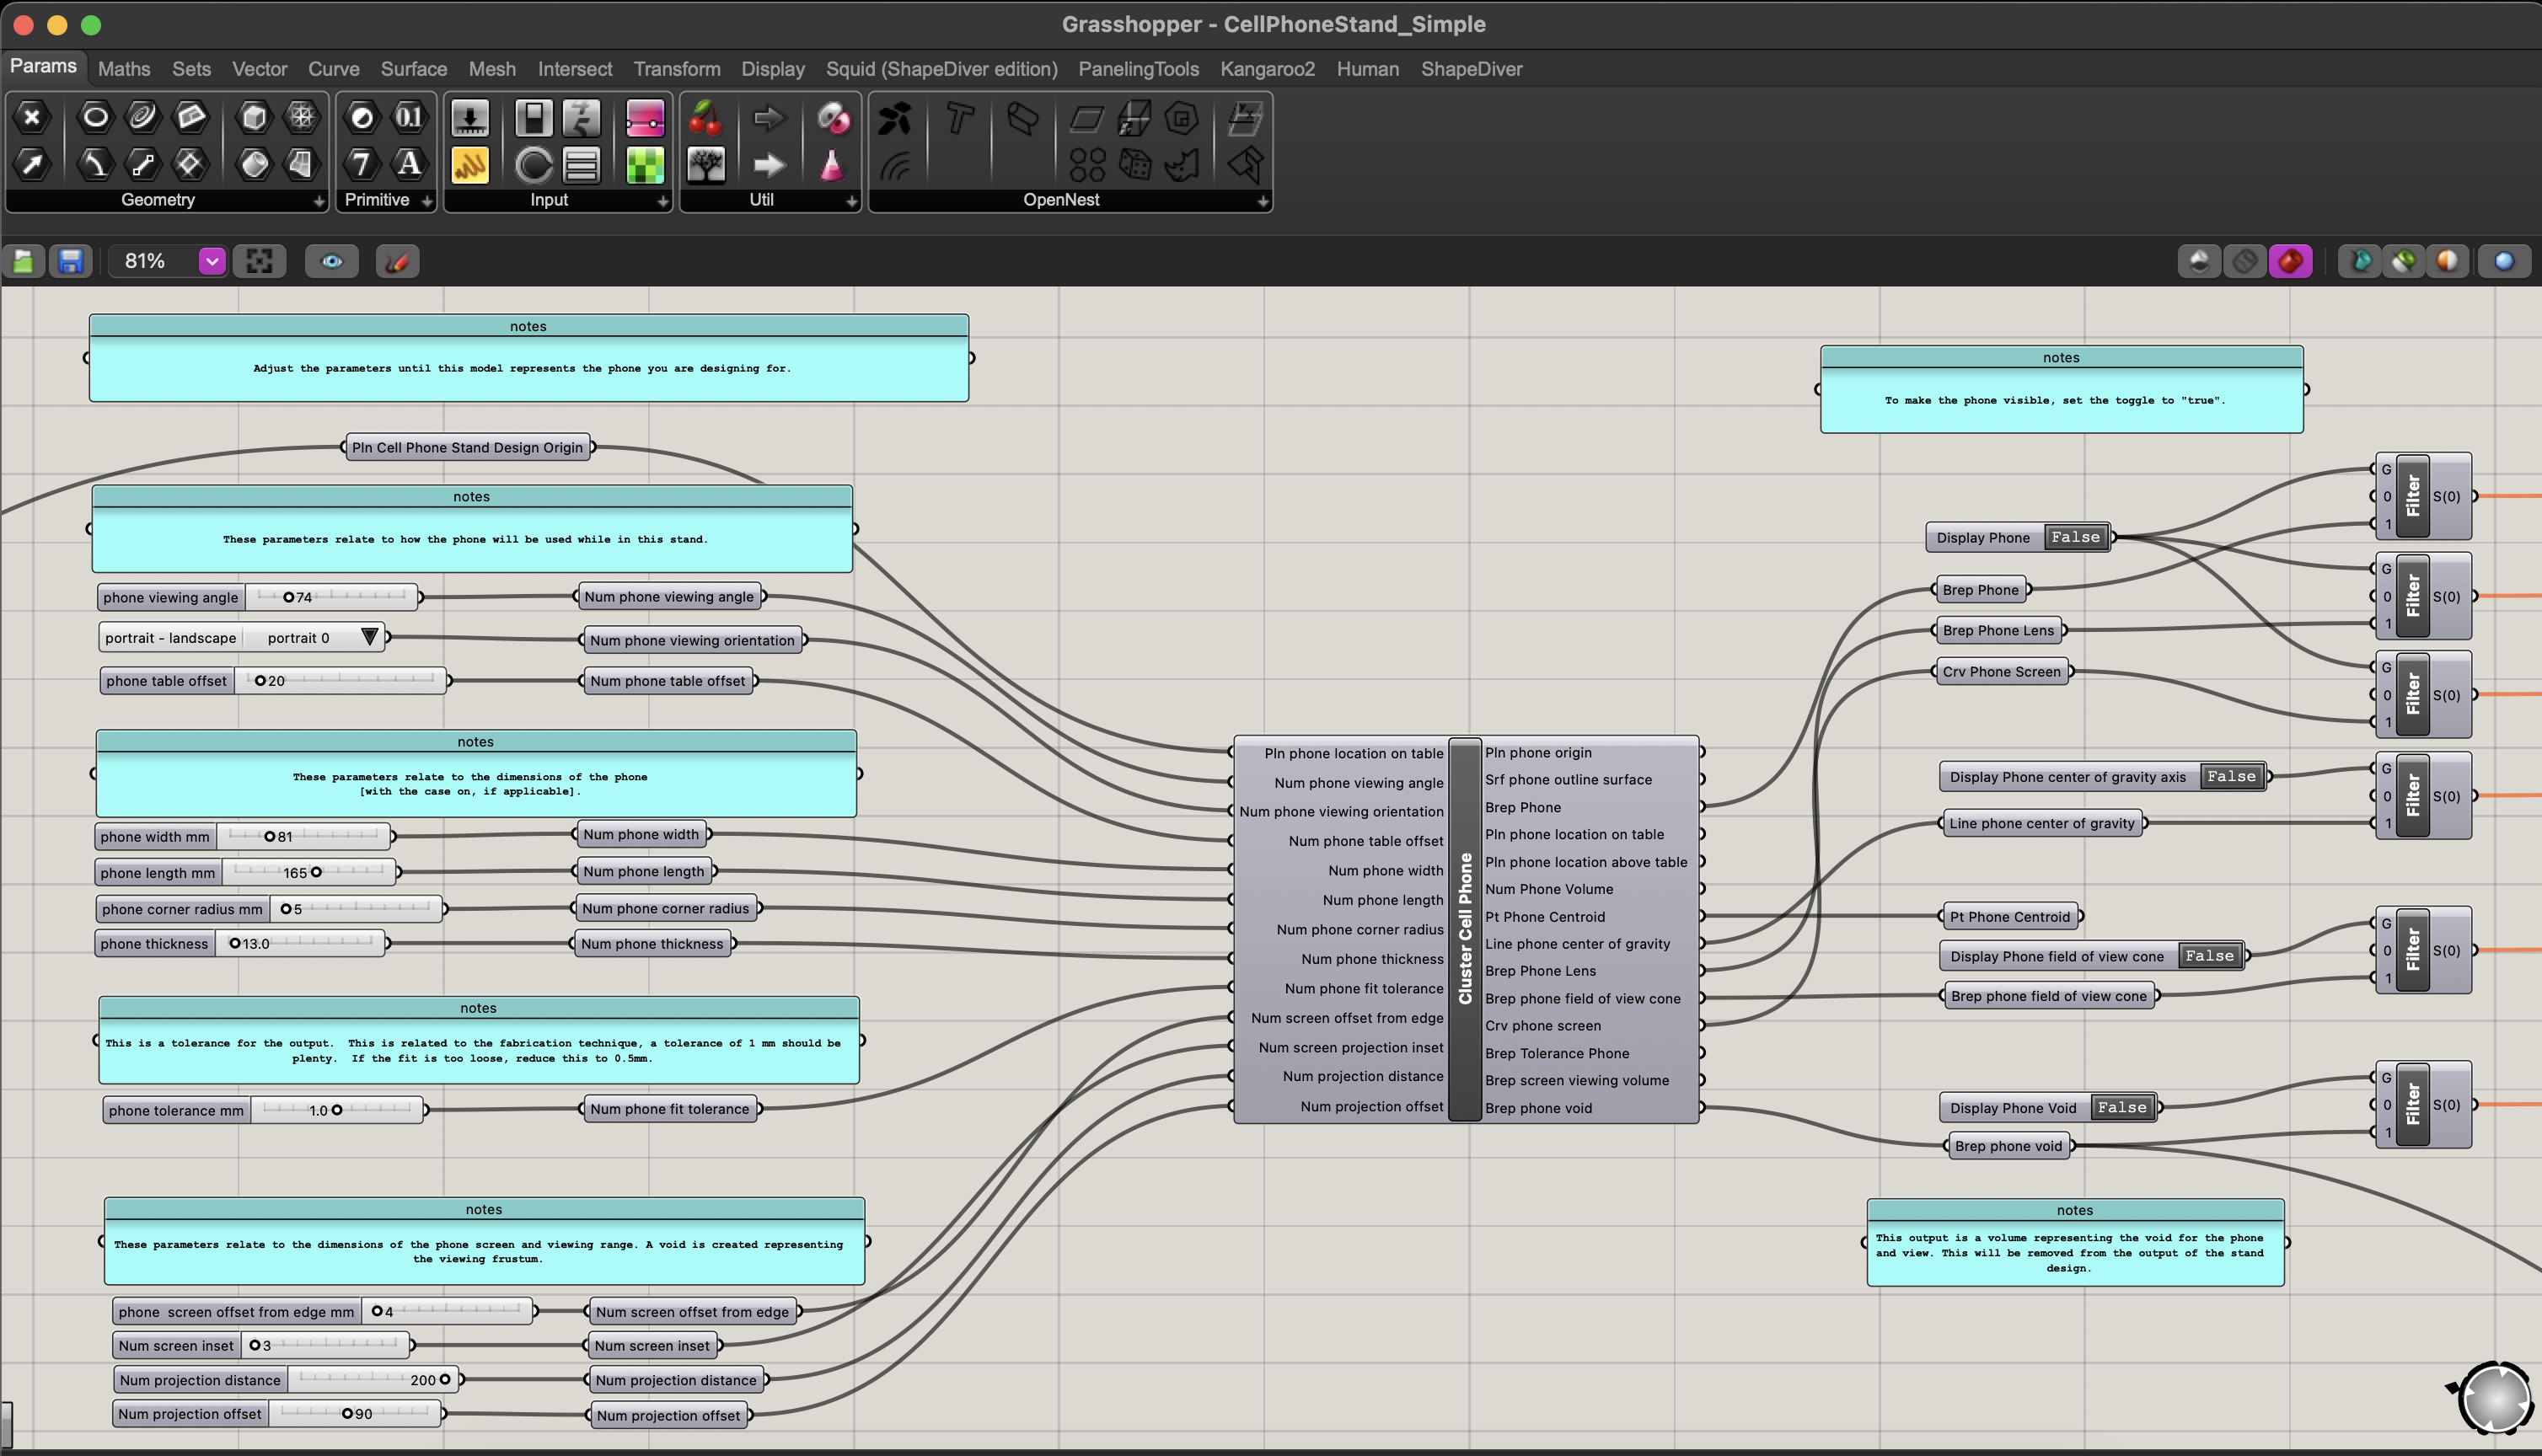 Grasshopper - CellPhoneStand_Simple
Params Maths Sets Vector Curve Surface Mesh Intersect Transform Display Squid (ShapeDiver edition) PanelingTools Kangaroo2 Human ShapeDiver
0.1
7 A
Geometry Primitive Input Util OpenNest
81%
notes
Adjust the parameters until this model represents the phone you are designing for.
Pln Cell Phone Stand Design Origin
notes
These parameters relate to how the phone will be used while in this stand.
phone viewing angle 74 Num phone viewing angle
portrait - landscape portrait 0 Num phone viewing orientation
phone table offset 20 Num phone table offset
notes
These parameters relate to the dimensions of the phone
[with the case on, if applicable].
phone width mm 81 Num phone width
phone length mm 165 Num phone length
phone corner radius mm 5 Num phone corner radius
phone thickness 13.0 Num phone thickness
notes
This is a tolerance for the output. This is related to the fabrication technique, a tolerance of 1 mm should be
plenty. If the fit is too loose, reduce this to 0.5mm.
phone tolerance mm 1.0 Num phone fit tolerance
notes
These parameters relate to the dimensions of the phone screen and viewing range. A void is created representing
the viewing frustum.
phone screen offset from edge mm 4 Num screen offset from edge
Num screen inset 3 Num screen inset
Num projection distance 200 Num projection distance
Num projection offset 90 Num projection offset
Pln phone location on table
Num phone viewing angle
Num phone viewing orientation
Num phone table offset
Num phone width
Num phone length
Num phone corner radius
Num phone thickness
Num phone fit tolerance
Num screen offset from edge
Num screen projection inset
Num projection distance
Num projection offset
Cluster Cell Phone
Pln phone origin
Srf phone outline surface
Brep Phone
Pln phone location on table
Pln phone location above table
Num Phone Volume
Pt Phone Centroid
Line phone center of gravity
Brep Phone Lens
Brep phone field of view cone
Crv phone screen
Brep Tolerance Phone
Brep screen viewing volume
Brep phone void
notes
To make the phone visible, set the toggle to "true".
Display Phone False
Brep Phone
Brep Phone Lens
Crv Phone Screen
Display Phone center of gravity axis False
Line phone center of gravity
Pt Phone Centroid
Display Phone field of view cone False
Brep phone field of view cone
Display Phone Void False
Brep phone void
notes
This output is a volume representing the void for the phone
and view. This will be removed from the output of the stand
design.
G
0 Filter S(0)
1
G
0 Filter S(0)
1
G
0 Filter S(0)
1
G
0 Filter S(0)
1
G
0 Filter S(0)
1
G
0 Filter S(0)
1